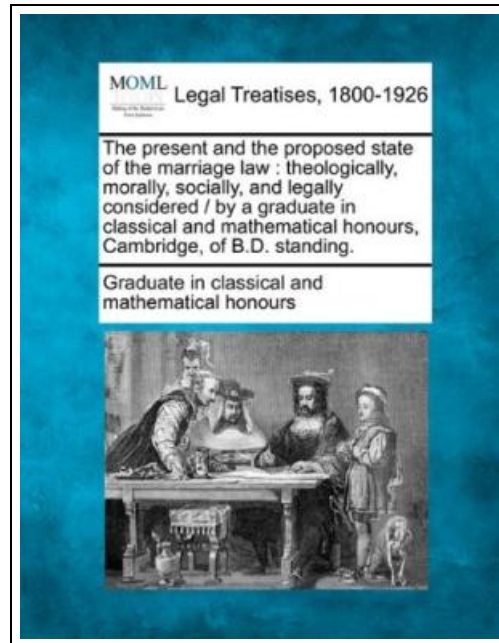 MOML
Legal Treatises, 1800-1926
The present and the proposed state
of the marriage law : theologically,
morally, socially, and legally
considered / by a graduate in
classical and mathematical honours,
Cambridge, of B.D. standing.
Graduate in classical and
mathematical honours